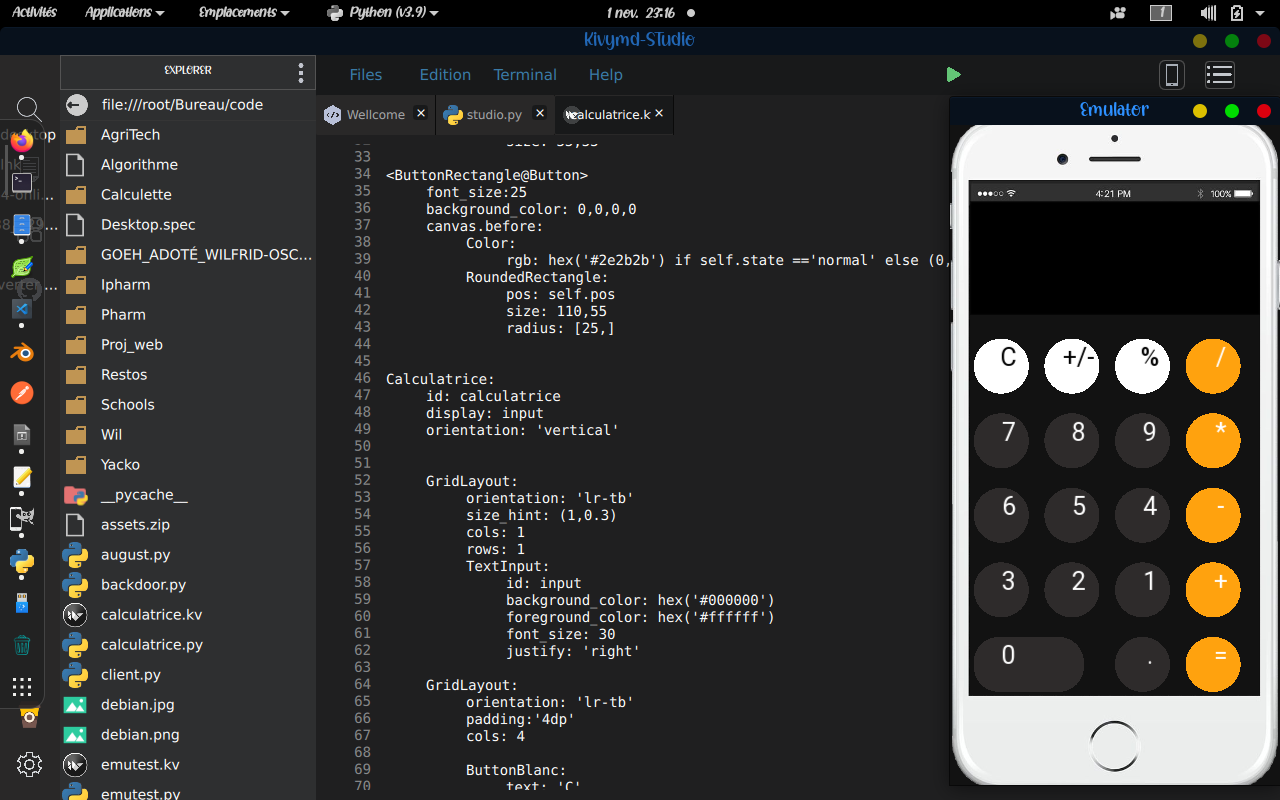 Activités Applications Emplacements Python (v3.9) 1 nov. 23:16 1
Kivymd-STudio
EXPLORER
Files Edition Terminal Help
file:///root/Bureau/code
AgriTech
Algorithme
Calculette
Desktop.spec
GOEH_ADOTÉ_WILFRID-OSC...
Ipharm
Pharm
Proj_web
Restos
Schools
Wil
Yacko
__pycache__
assets.zip
august.py
backdoor.py
calculatrice.kv
calculatrice.py
client.py
debian.jpg
debian.png
emutest.kv
emutest.py
Wellcome × studio.py × calculatrice.k ×
33
34 <ButtonRectangle@Button>
35 font_size:25
36 background_color: 0,0,0,0
37 canvas.before:
38 Color:
39 rgb: hex('#2e2b2b') if self.state =='normal' else (0,
40 RoundedRectangle:
41 pos: self.pos
42 size: 110,55
43 radius: [25,]
44
45
46 Calculatrice:
47 id: calculatrice
48 display: input
49 orientation: 'vertical'
50
51
52 GridLayout:
53 orientation: 'lr-tb'
54 size_hint: (1,0.3)
55 cols: 1
56 rows: 1
57 TextInput:
58 id: input
59 background_color: hex('#000000')
60 foreground_color: hex('#ffffff')
61 font_size: 30
62 justify: 'right'
63
64 GridLayout:
65 orientation: 'lr-tb'
66 padding:'4dp'
67 cols: 4
68
69 ButtonBlanc:
70 text: 'C'
Emulator
4:21 PM 100%
C +/- % /
7 8 9 *
6 5 4 -
3 2 1 +
0 . =